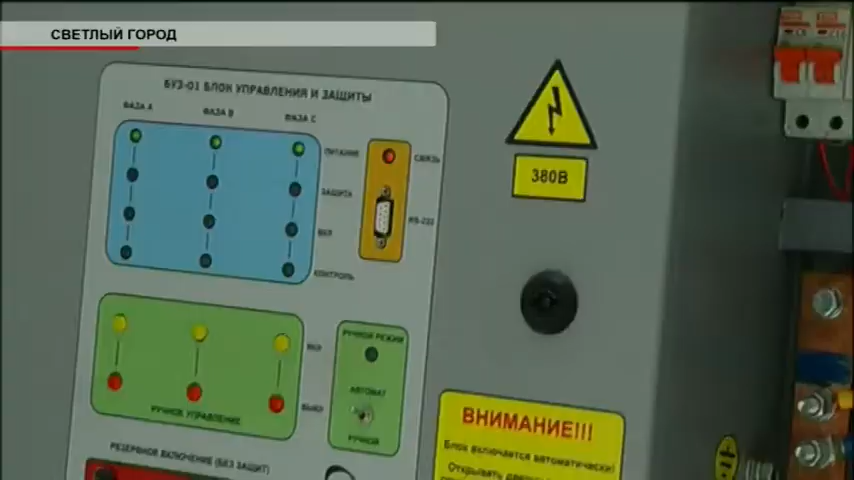 СВЕТЛЫЙ ГОРОД
БУЗ-01 БЛОК УПРАВЛЕНИЯ И ЗАЩИТЫ
ФАЗА A ФАЗА B ФАЗА C
ПИТАНИЕ
ЗАЩИТА
ВКЛ
КОНТРОЛЬ
СВЯЗЬ
RS-232
380В
ВКЛ
ВЫКЛ
РУЧНОЕ УПРАВЛЕНИЕ
РУЧНОЙ РЕЖИМ
АВТОМАТ
РУЧНОЙ
РЕЗЕРВНОЕ ВКЛЮЧЕНИЕ (БЕЗ ЗАЩИТ)
ВНИМАНИЕ!!!
Блок включается автоматически!
Открывать